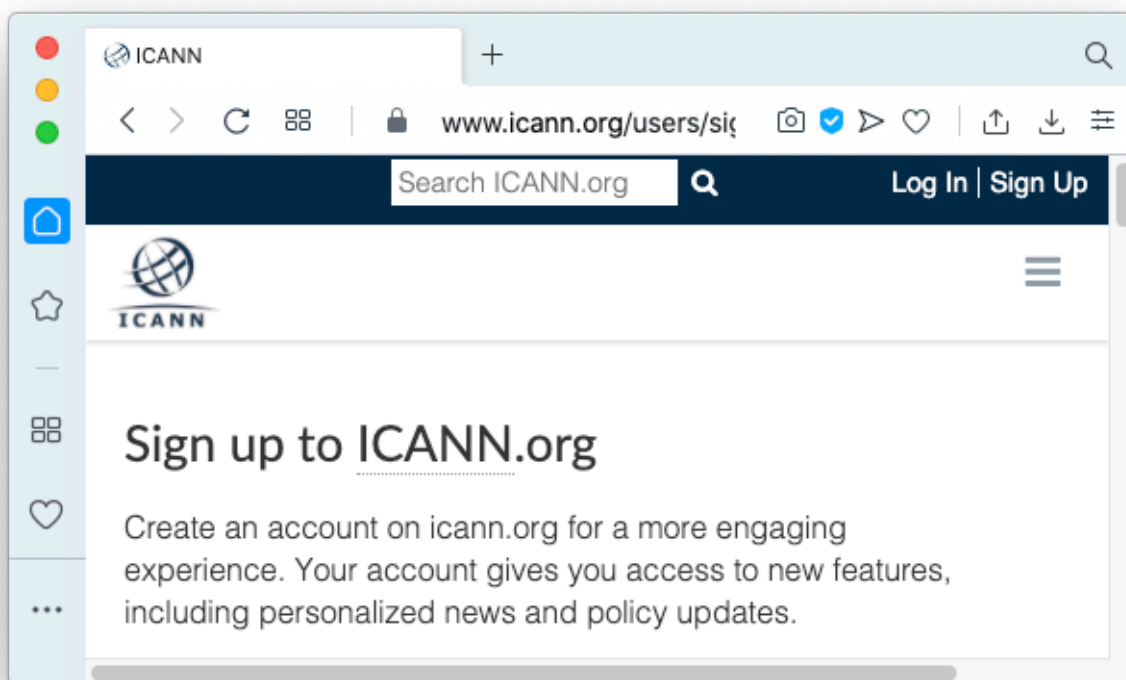 ICANN
www.icann.org/users/sig
Search ICANN.org
Log In | Sign Up
ICANN
Sign up to ICANN.org
Create an account on icann.org for a more engaging
experience. Your account gives you access to new features,
including personalized news and policy updates.